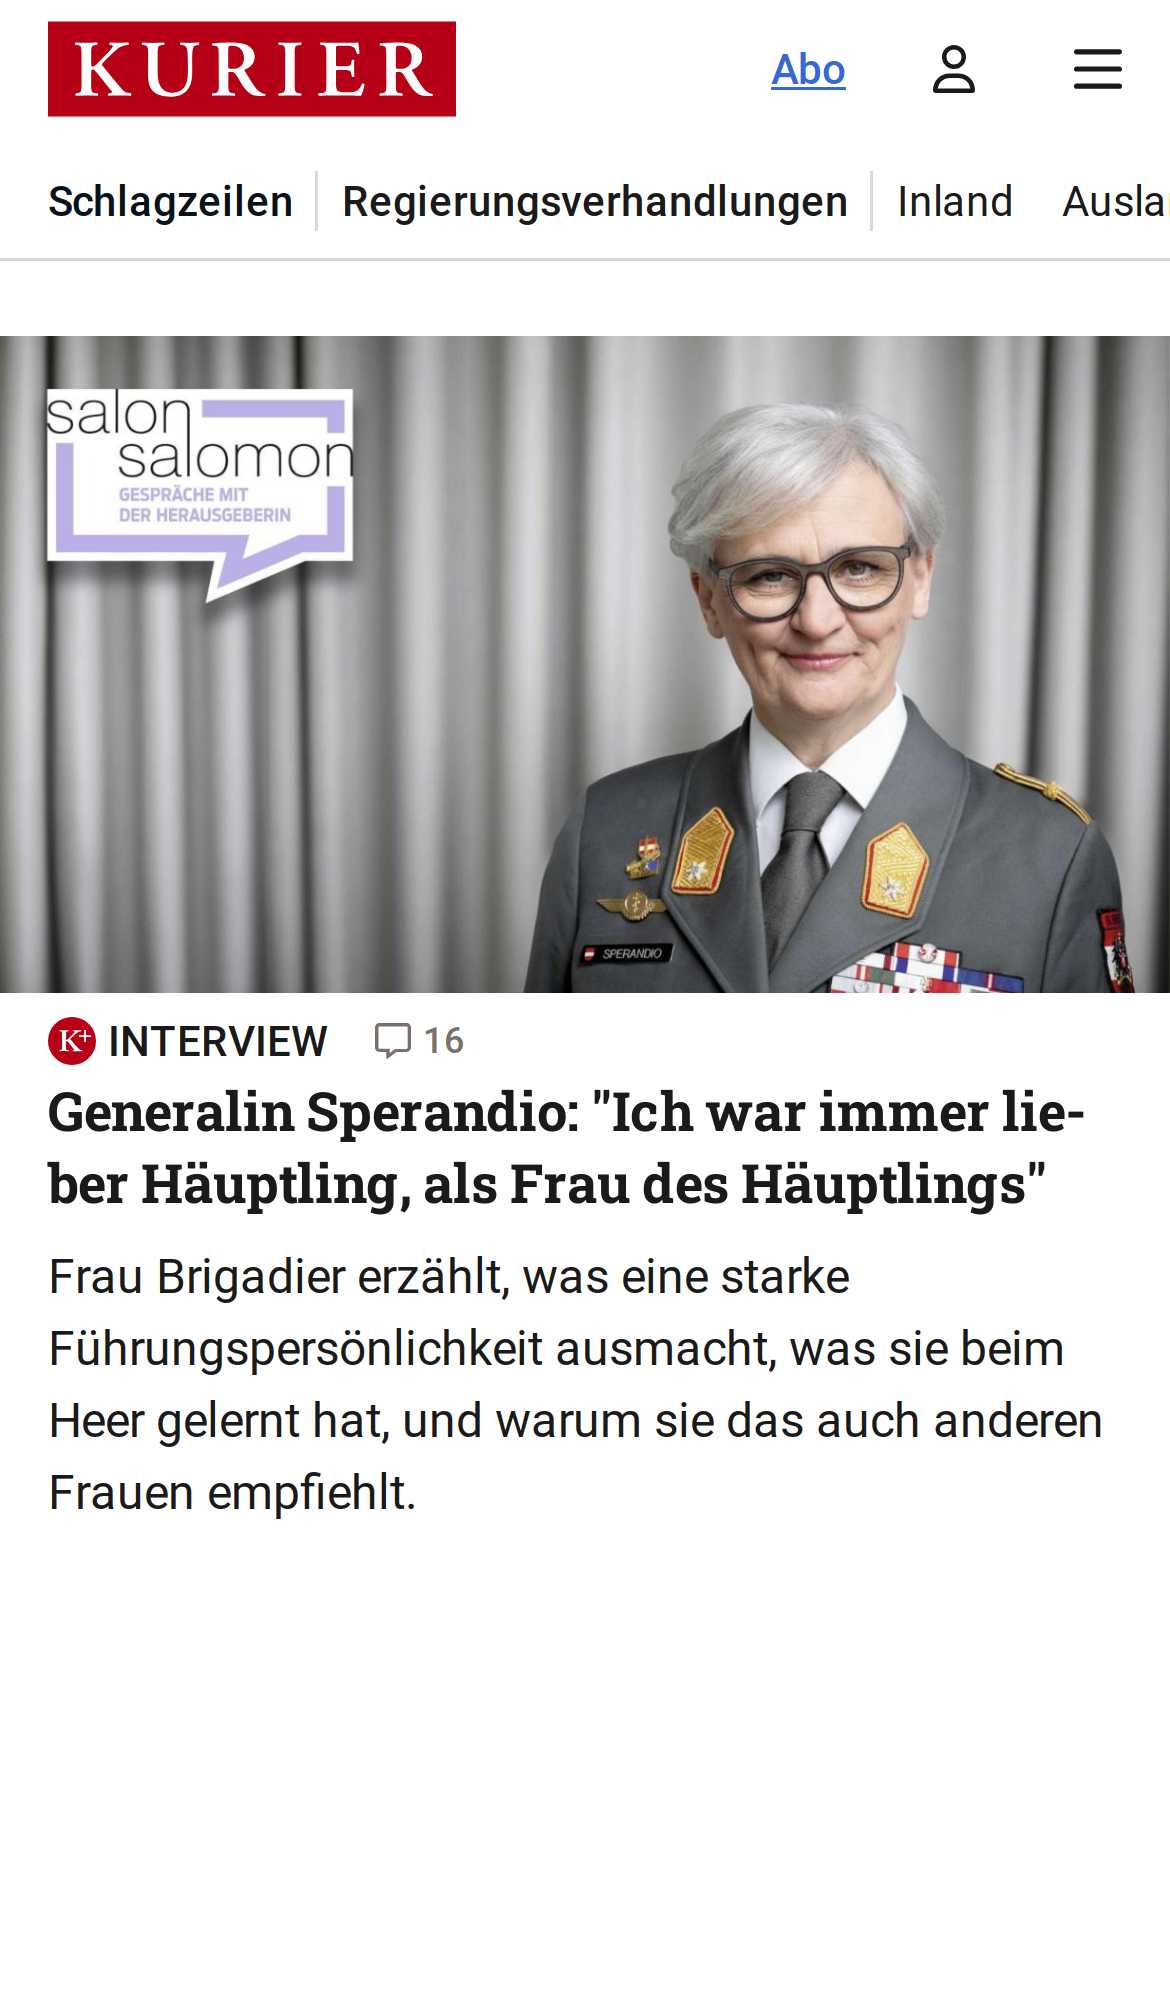 KURIER
Abo
Schlagzeilen
Regierungsverhandlungen
Inland
Ausla
salon
salomon
GESPRÄCHE MIT
DER HERAUSGEBERIN
SPERANDIO
K+ INTERVIEW 16
Generalin Sperandio: "Ich war immer lie-
ber Häuptling, als Frau des Häuptlings"
Frau Brigadier erzählt, was eine starke
Führungspersönlichkeit ausmacht, was sie beim
Heer gelernt hat, und warum sie das auch anderen
Frauen empfiehlt.